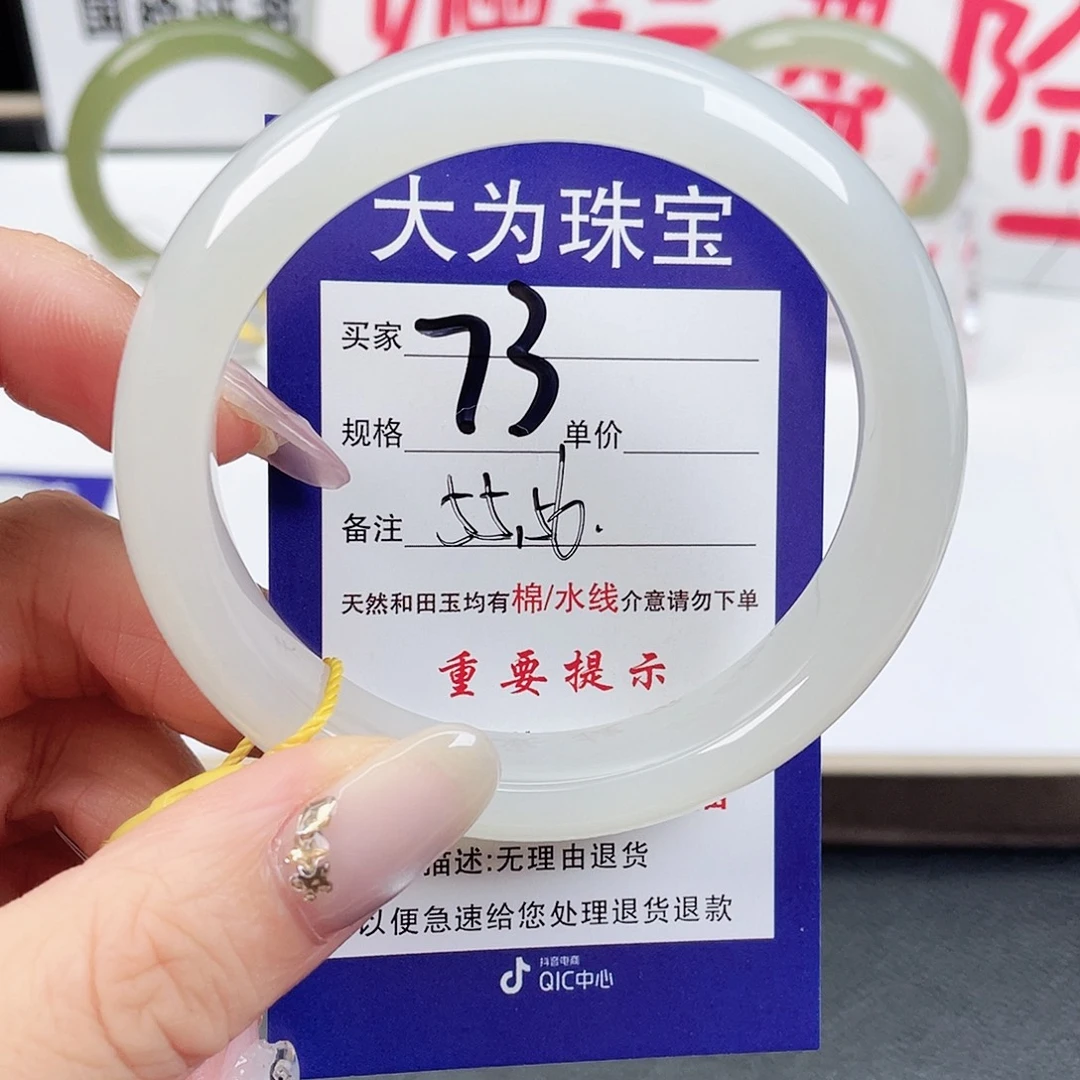 大为珠宝
买家
73
规格 单价
备注
天然和田玉均有棉/水线介意请勿下单
重要提示
描述:无理由退货
以便急速给您处理退货退款
抖音电商
QIC中心
险